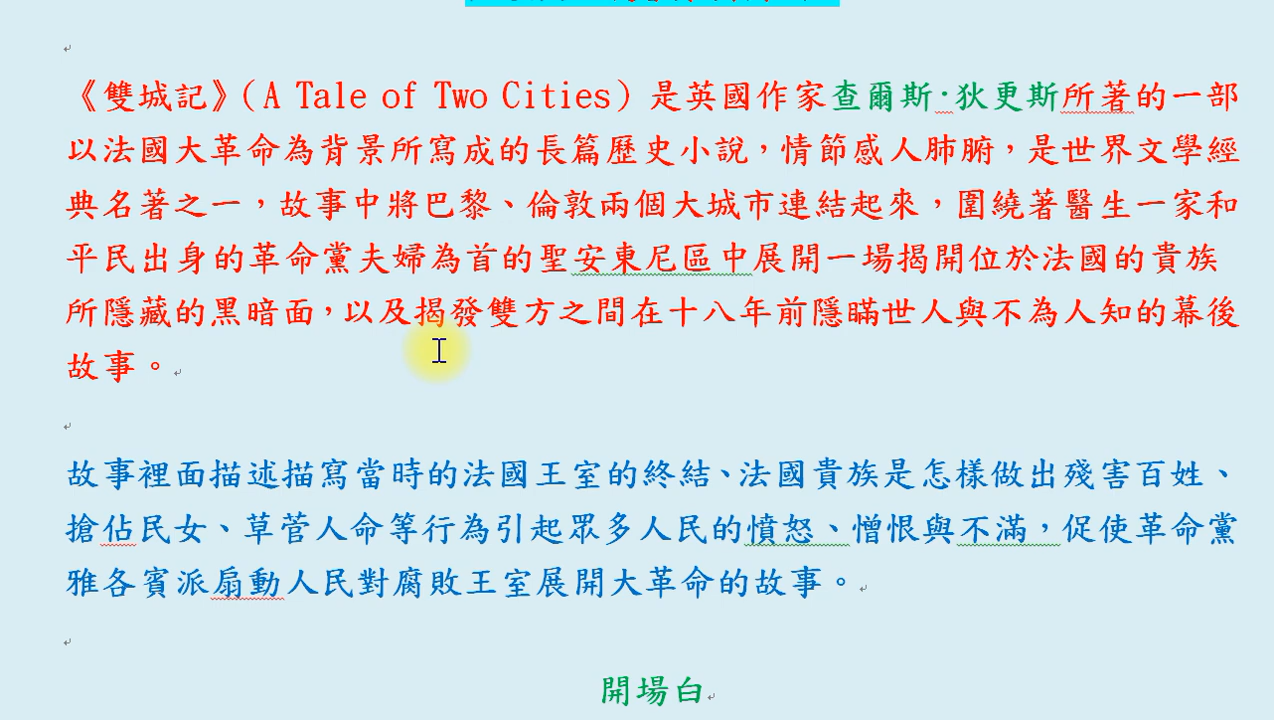 《雙城記》(A Tale of Two Cities) 是英國作家查爾斯·狄更斯所著的一部
以法國大革命為背景所寫成的長篇歷史小說，情節感人肺腑，是世界文學經
典名著之一，故事中將巴黎、倫敦兩個大城市連結起來，圍繞著醫生一家和
平民出身的革命黨夫婦為首的聖安東尼區中展開一場揭開位於法國的貴族
所隱藏的黑暗面，以及揭發雙方之間在十八年前隱瞞世人與不為人知的幕後
故事。
故事裡面描述描寫當時的法國王室的終結、法國貴族是怎樣做出殘害百姓、
搶佔民女、草菅人命等行為引起眾多人民的憤怒、憎恨與不滿，促使革命黨
雅各賓派扇動人民對腐敗王室展開大革命的故事。
開場白